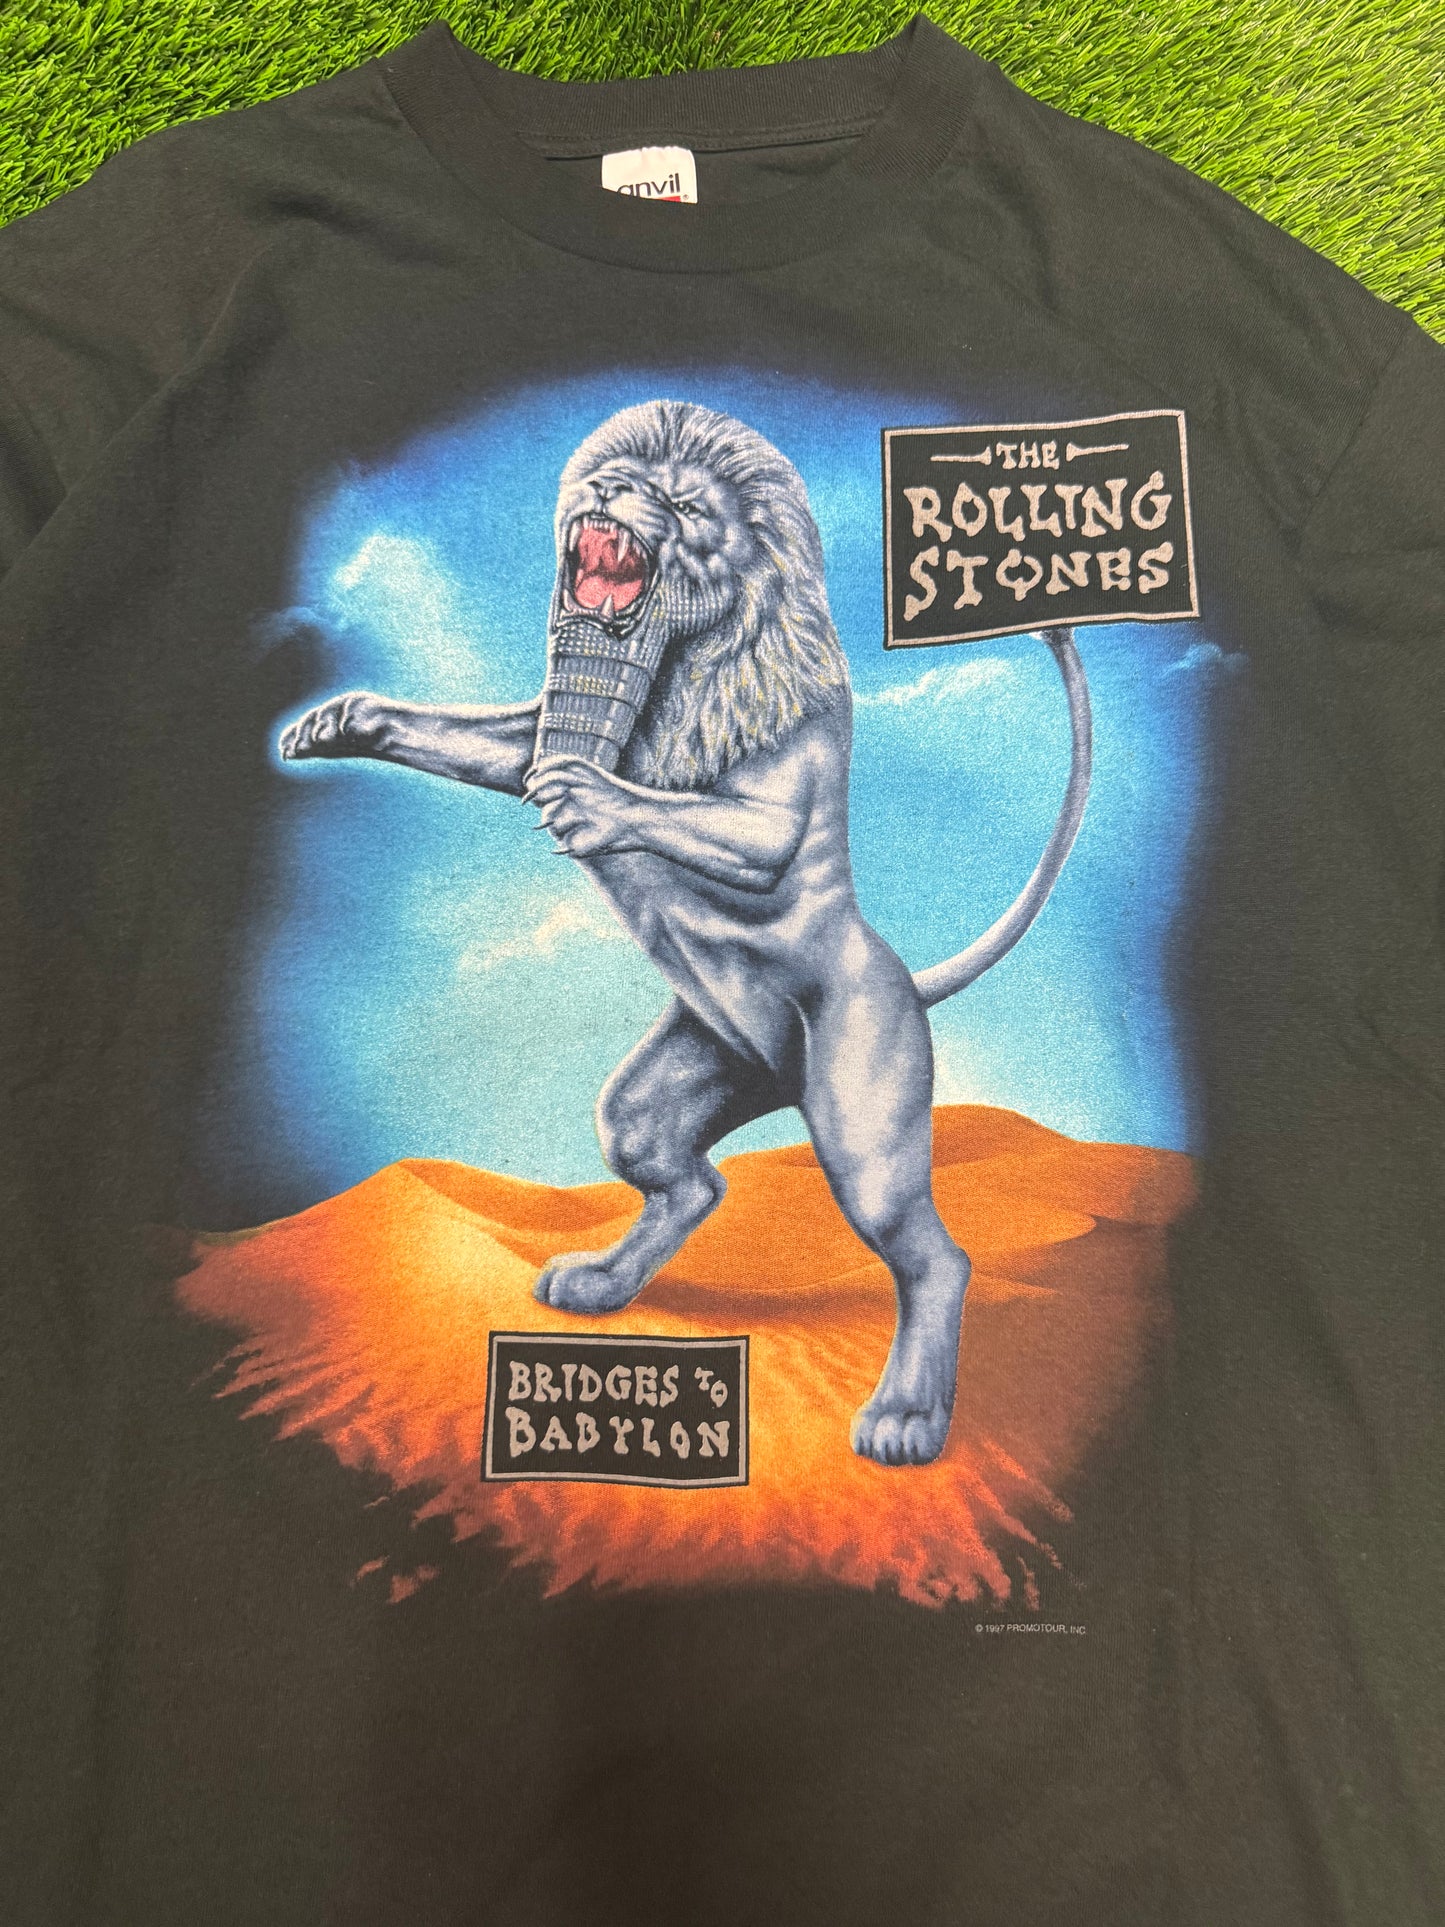 anvil
®
THE
ROLLING
STONES
BRIDGES TO
BABYLON
© 1997 PROMOTOUR, INC.